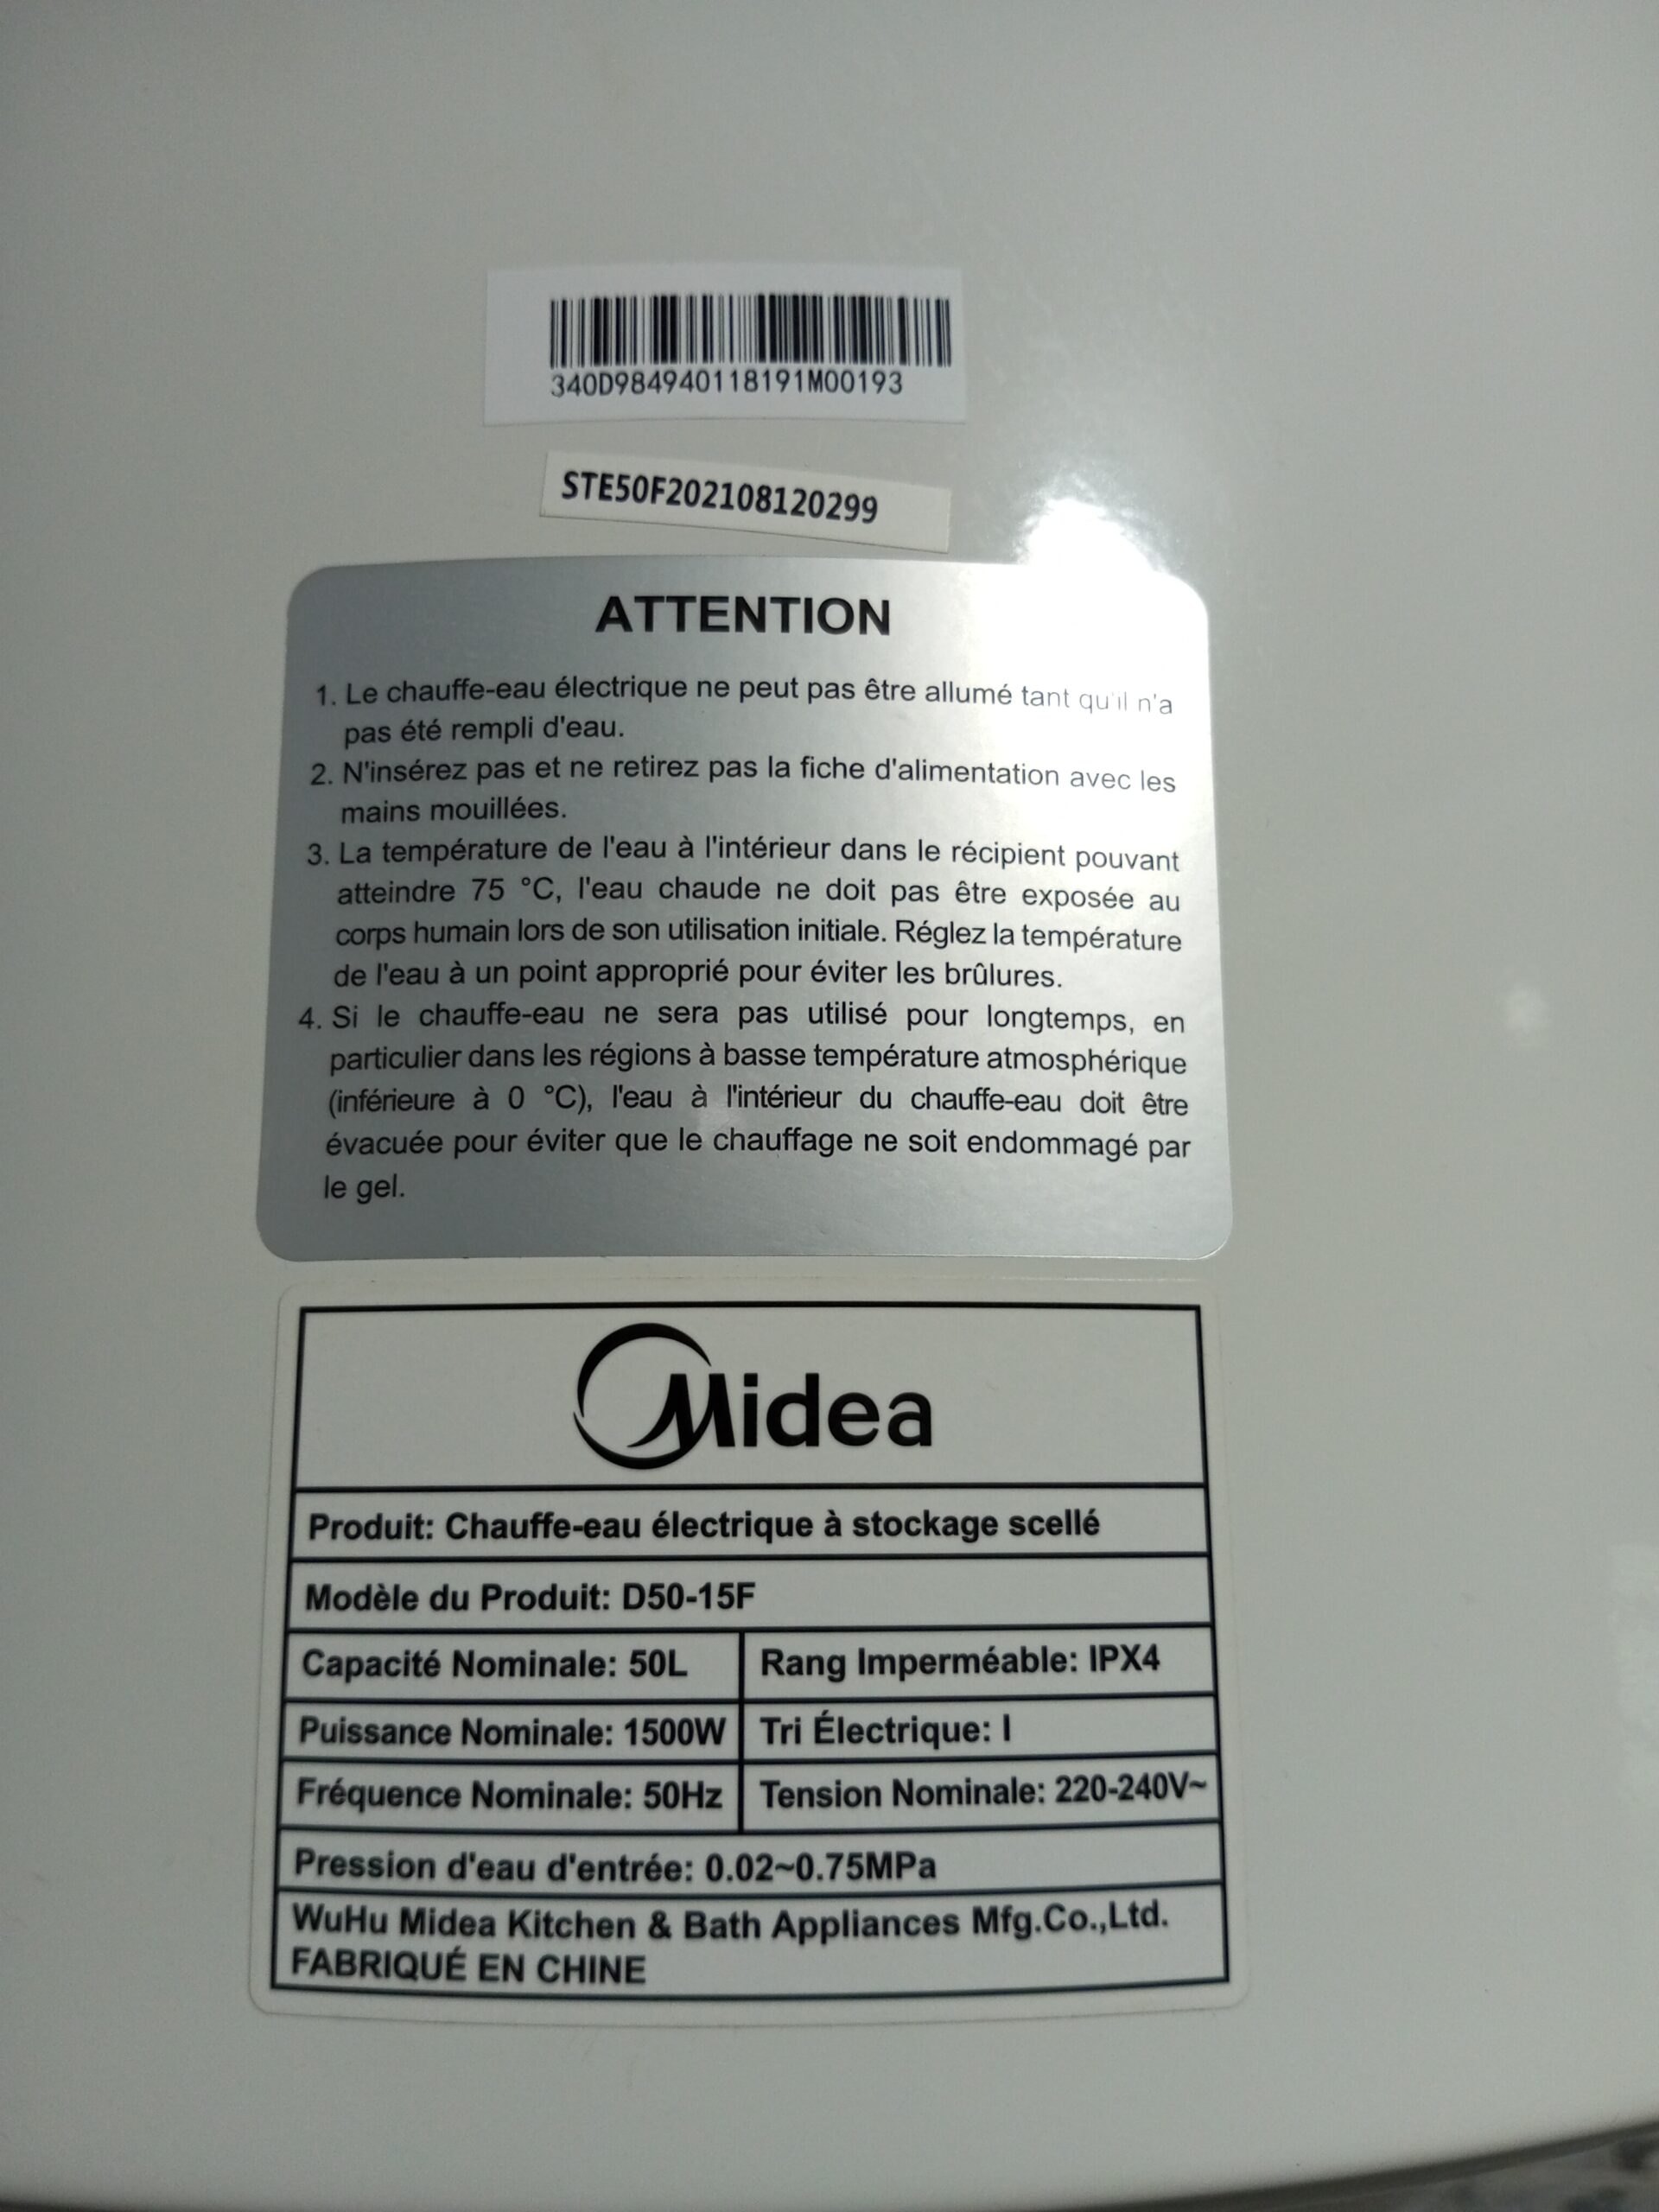 340D984940118191M00193
STE50F202108120299
ATTENTION
1. Le chauffe-eau électrique ne peut pas être allumé tant qu'il n'a
pas été rempli d'eau.
2. N'insérez pas et ne retirez pas la fiche d'alimentation avec les
mains mouillées.
3. La température de l'eau à l'intérieur dans le récipient pouvant
atteindre 75 °C, l'eau chaude ne doit pas être exposée au
corps humain lors de son utilisation initiale. Réglez la température
de l'eau à un point approprié pour éviter les brûlures.
4. Si le chauffe-eau ne sera pas utilisé pour longtemps, en
particulier dans les régions à basse température atmosphérique
(inférieure à 0 °C), l'eau à l'intérieur du chauffe-eau doit être
évacuée pour éviter que le chauffage ne soit endommagé par
le gel.
Midea
Produit: Chauffe-eau électrique à stockage scellé
Modèle du Produit: D50-15F
Capacité Nominale: 50L Rang Imperméable: IPX4
Puissance Nominale: 1500W Tri Électrique: I
Fréquence Nominale: 50Hz Tension Nominale: 220-240V~
Pression d'eau d'entrée: 0.02~0.75MPa
WuHu Midea Kitchen & Bath Appliances Mfg.Co.,Ltd.
FABRIQUÉ EN CHINE